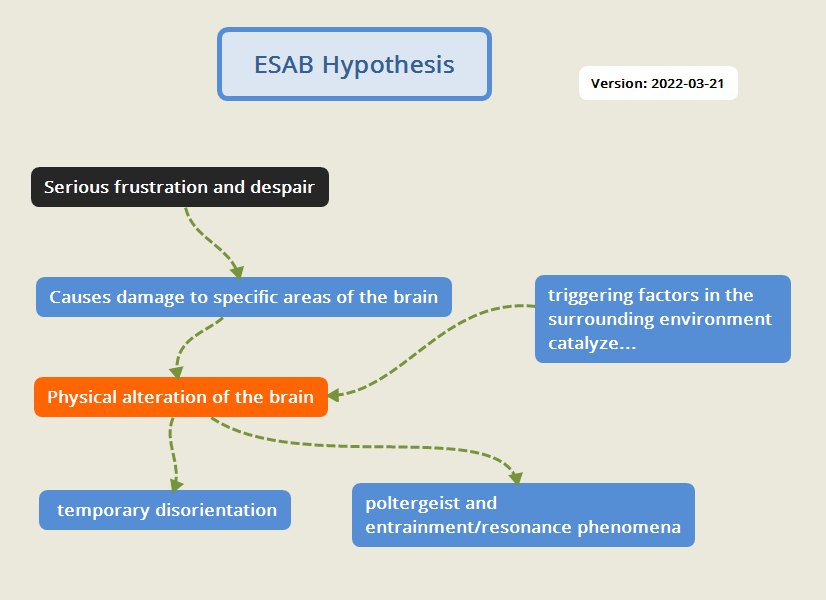 ESAB Hypothesis
Version: 2022-03-21
Serious frustration and despair
Causes damage to specific areas of the brain
triggering factors in the
surrounding environment
catalyze...
Physical alteration of the brain
temporary disorientation
poltergeist and
entrainment/resonance phenomena